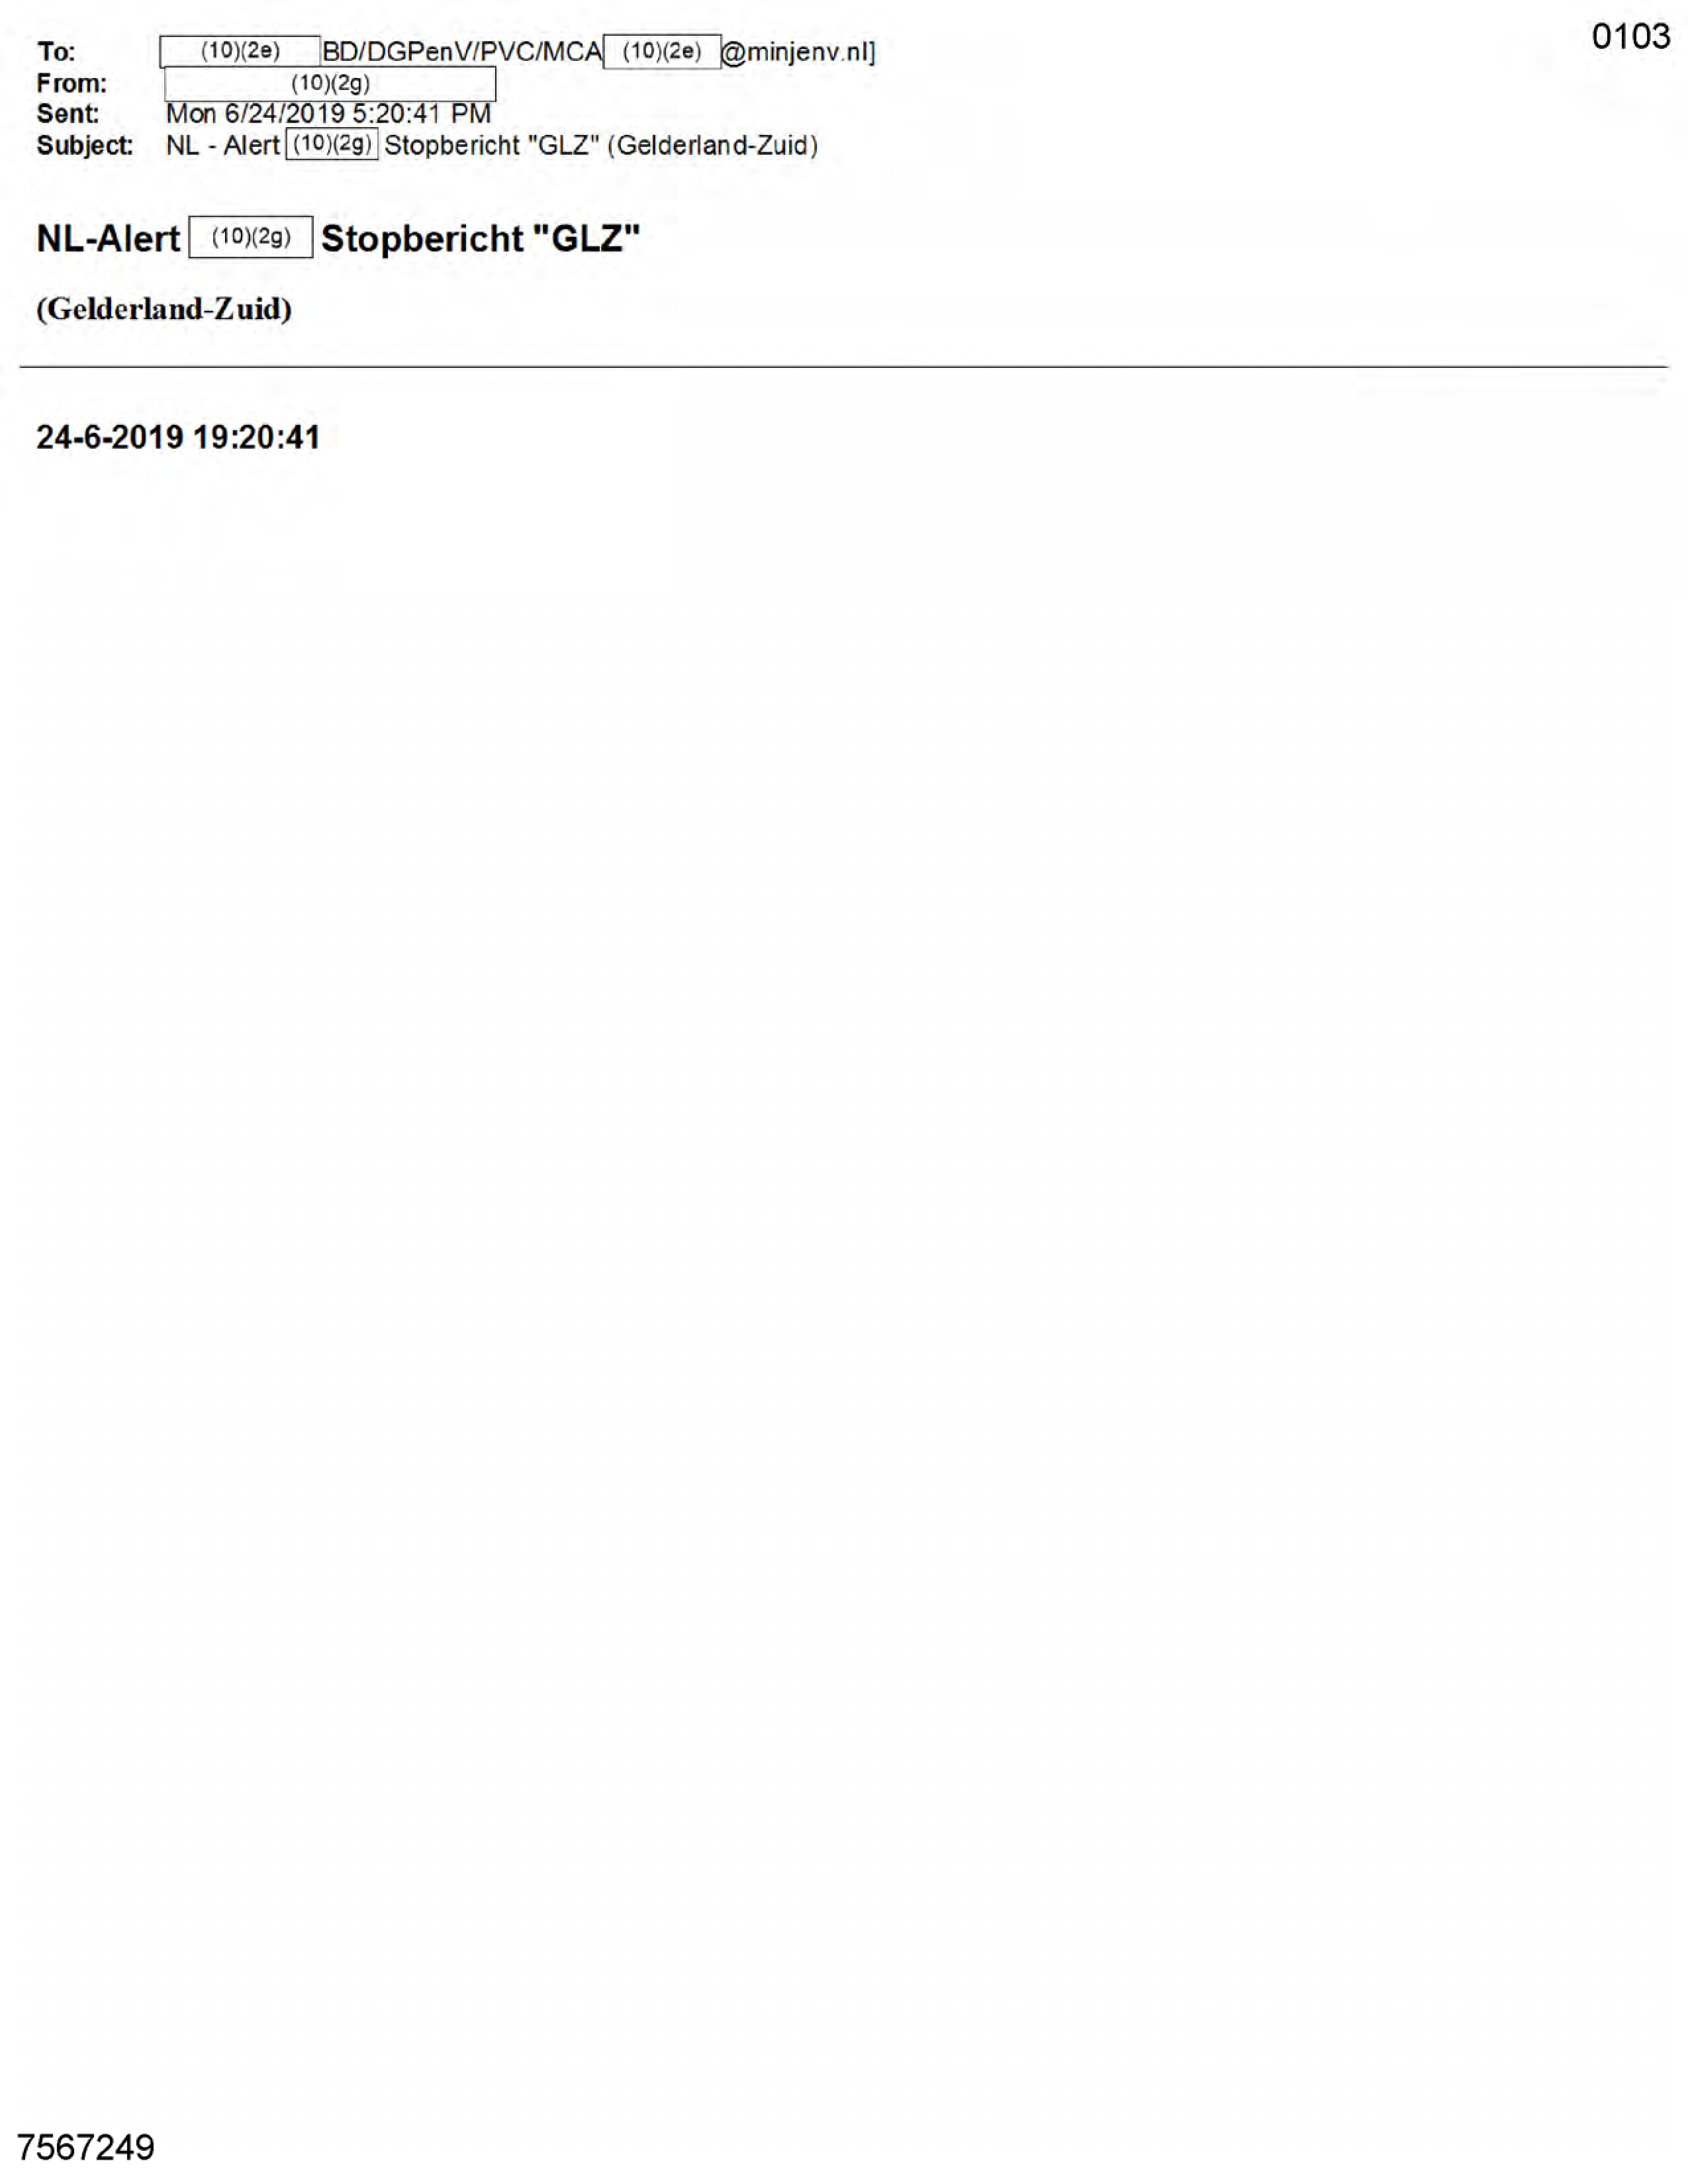 0103
To: (10)(2e) BD/DGPenV/PVC/MCA (10)(2e) @minjenv.nl]
From: (10)(2g)
Sent: Mon 6/24/2019 5:20:41 PM
Subject: NL - Alert (10)(2g) Stopbericht "GLZ" (Gelderland-Zuid)
NL-Alert (10)(2g) Stopbericht "GLZ"
(Gelderland-Zuid)
24-6-2019 19:20:41
7567249